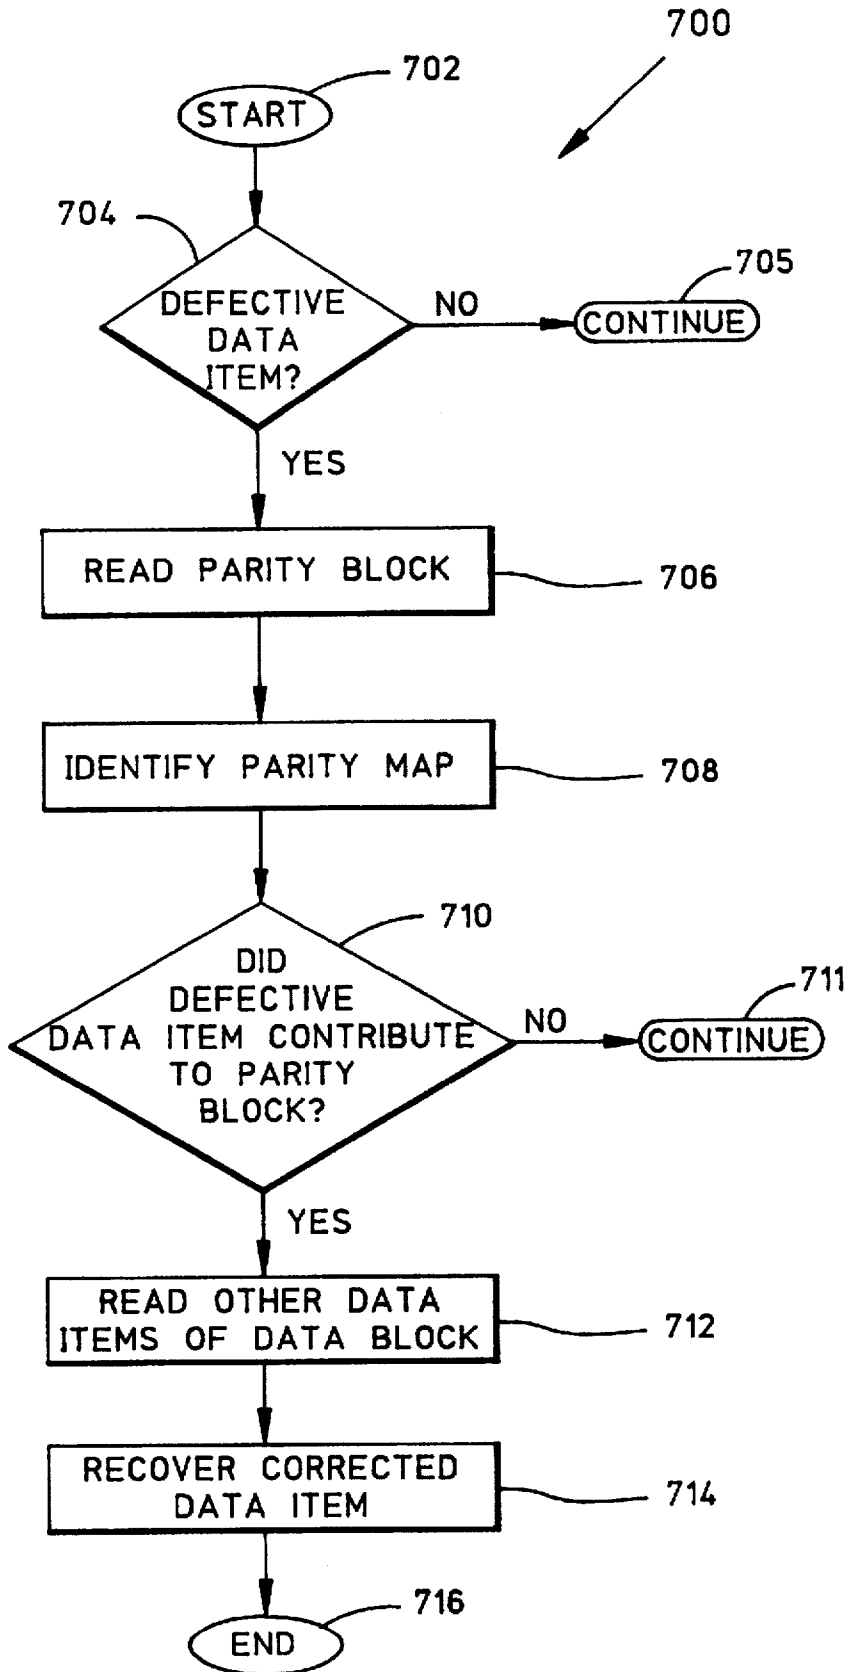 700
702
START
704
DEFECTIVE
DATA
ITEM?
NO
705
CONTINUE
YES
READ PARITY BLOCK
706
IDENTIFY PARITY MAP
708
710
DID
DEFECTIVE
DATA ITEM CONTRIBUTE
TO PARITY
BLOCK?
NO
711
CONTINUE
YES
READ OTHER DATA
ITEMS OF DATA BLOCK
712
RECOVER CORRECTED
DATA ITEM
714
716
END